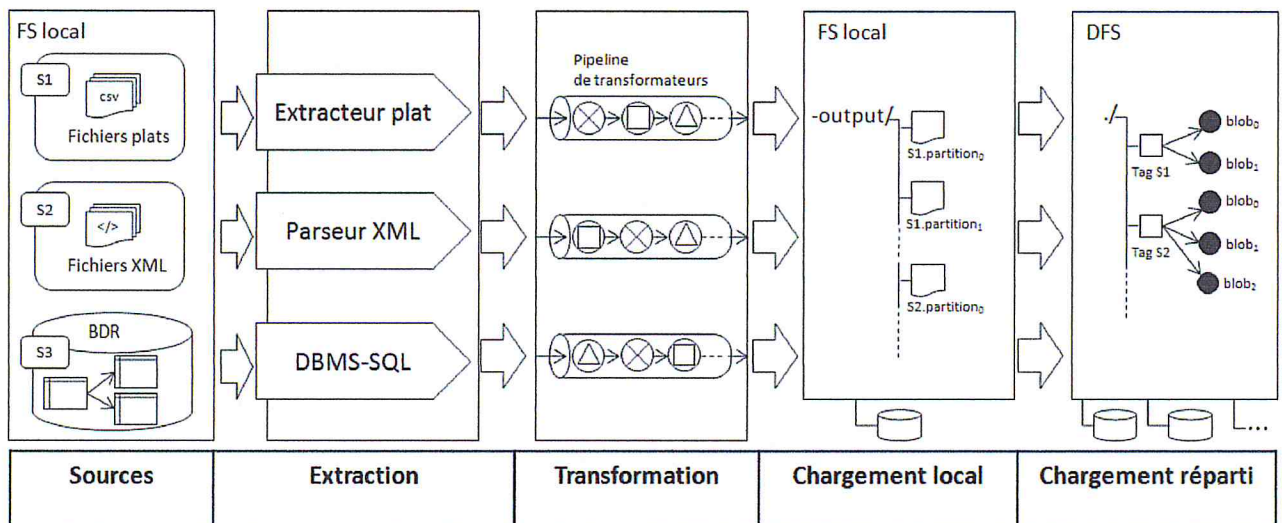 FS local
S1
csv
Fichiers plats
S2
</>
Fichiers XML
BDR
S3
Extracteur plat
Parseur XML
DBMS-SQL
Pipeline
de transformateurs
FS local
-output/
S1.partition₀
S1.partition₁
S2.partition₀
DFS
./
Tag S1
blob₀
blob₁
Tag S2
blob₀
blob₁
blob₂
...
Sources
Extraction
Transformation
Chargement local
Chargement réparti